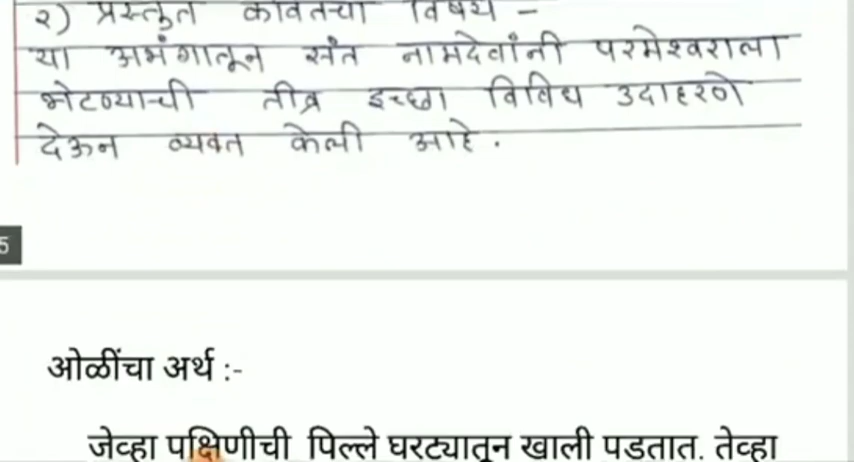 २) प्रस्तुत कवितेचा विषय -
या अभंगातून संत नामदेवांनी परमेश्वराला
भेटण्याची तीव्र इच्छा विविध उदाहरणे
देऊन व्यक्त केली आहे.
5
ओळींचा अर्थ :-
जेव्हा पक्षिणीची पिल्ले घरट्यातून खाली पडतात. तेव्हा